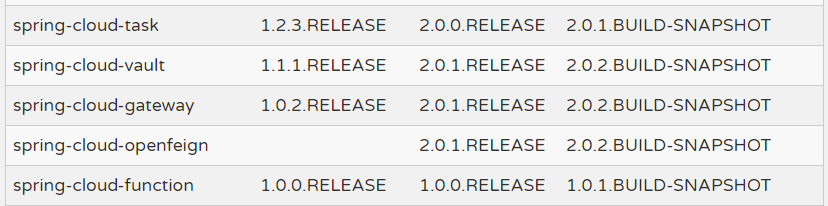 spring-cloud-task 1.2.3.RELEASE 2.0.0.RELEASE 2.0.1.BUILD-SNAPSHOT
spring-cloud-vault 1.1.1.RELEASE 2.0.1.RELEASE 2.0.2.BUILD-SNAPSHOT
spring-cloud-gateway 1.0.2.RELEASE 2.0.1.RELEASE 2.0.2.BUILD-SNAPSHOT
spring-cloud-openfeign 2.0.1.RELEASE 2.0.2.BUILD-SNAPSHOT
spring-cloud-function 1.0.0.RELEASE 1.0.0.RELEASE 1.0.1.BUILD-SNAPSHOT